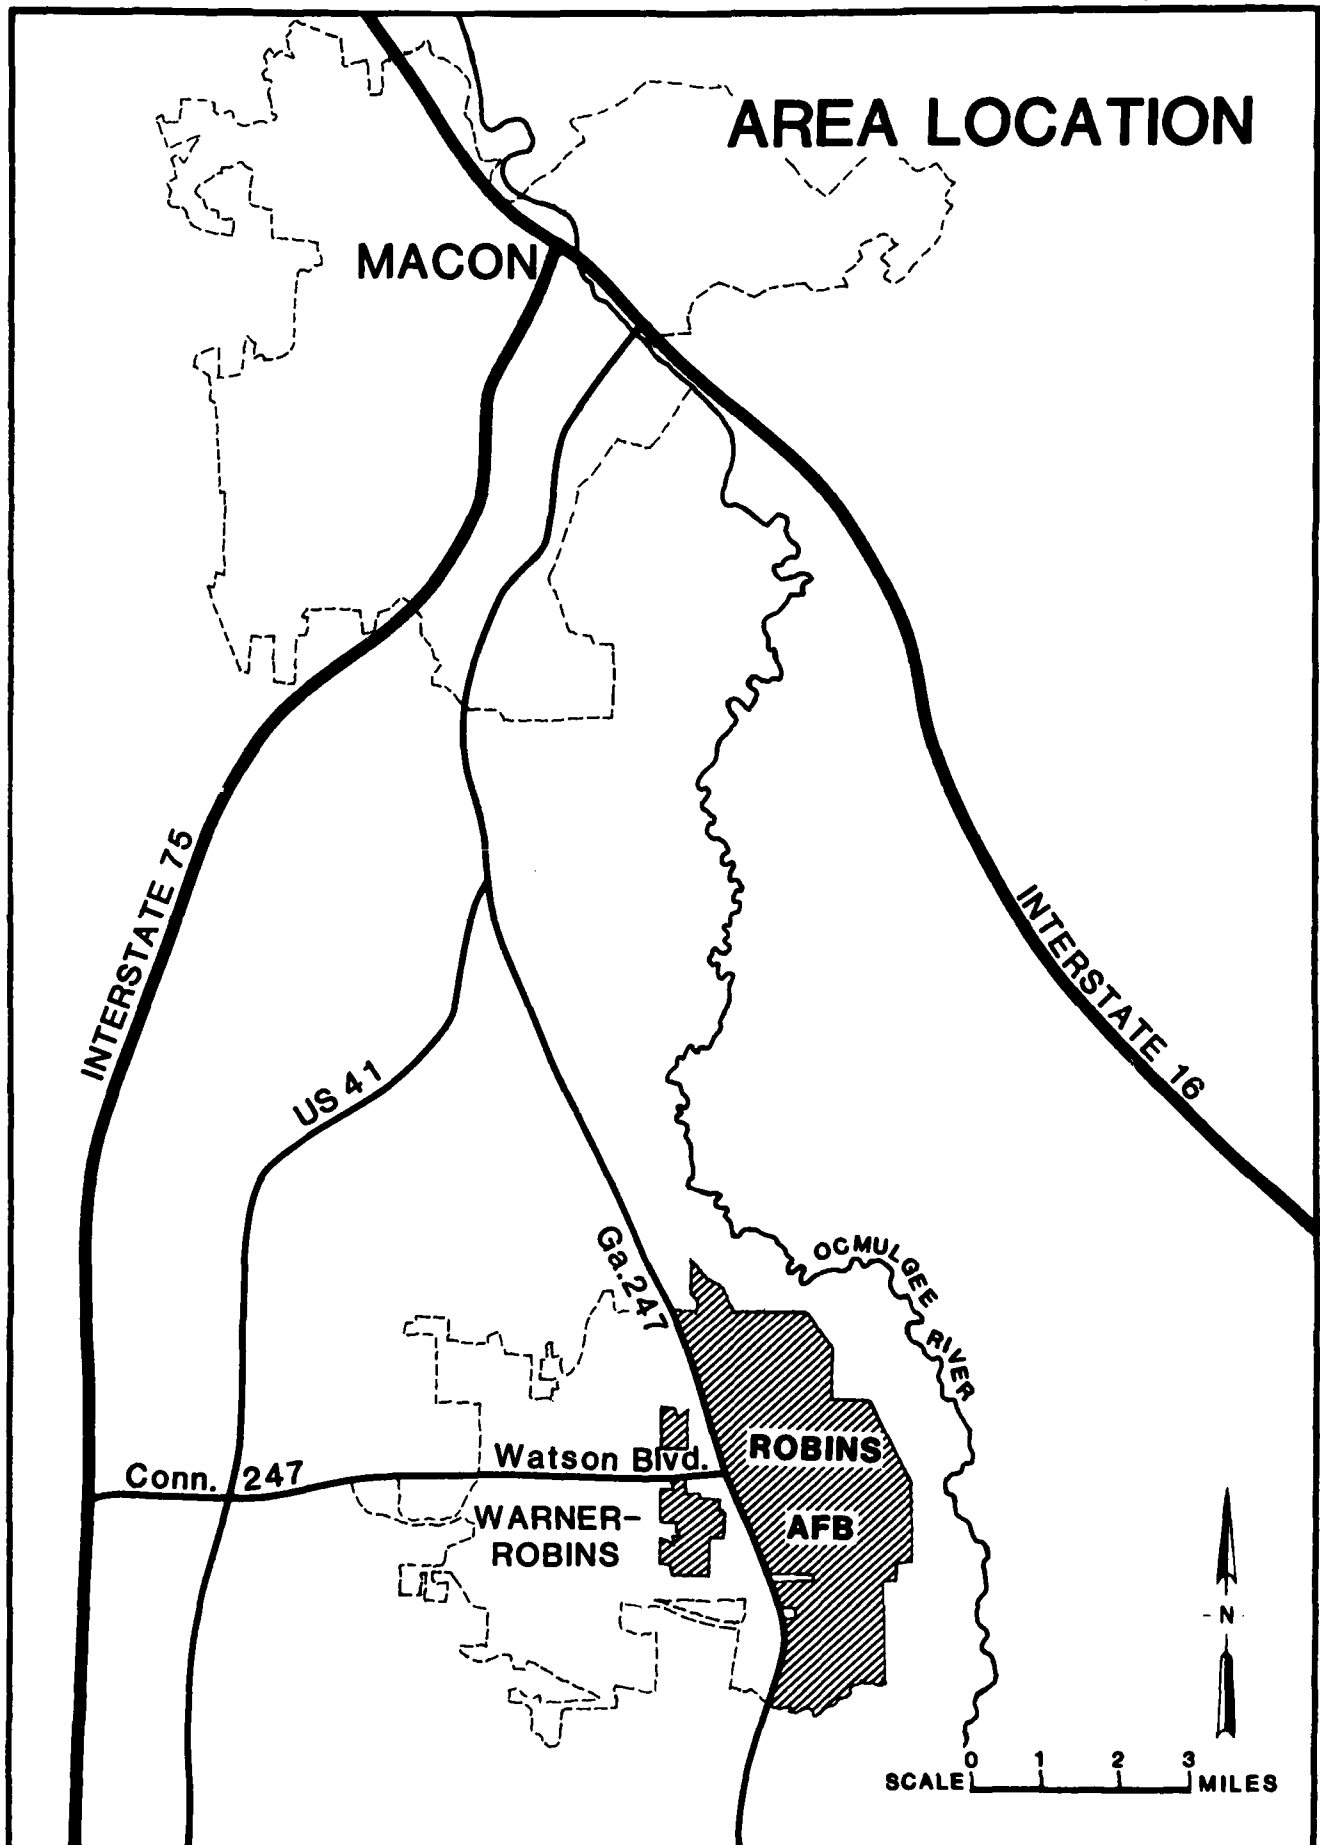 AREA LOCATION
MACON
INTERSTATE 75
INTERSTATE 16
US 41
Ga. 247
OCMULGEE RIVER
ROBINS
AFB
Watson Blvd.
Conn. 247
WARNER-
ROBINS
N
0 1 2 3
SCALE MILES